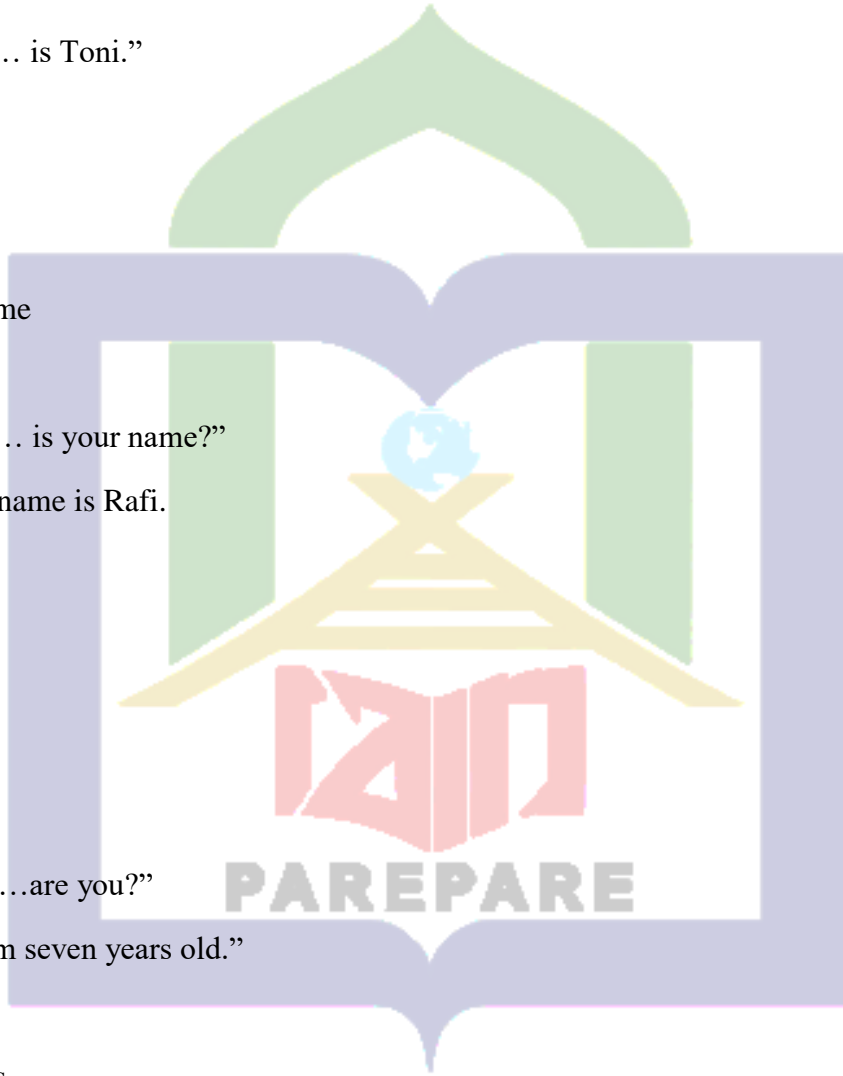 .. is Toni.”
me
.. is your name?”
name is Rafi.
PAREPARE
…are you?”
m seven years old.”